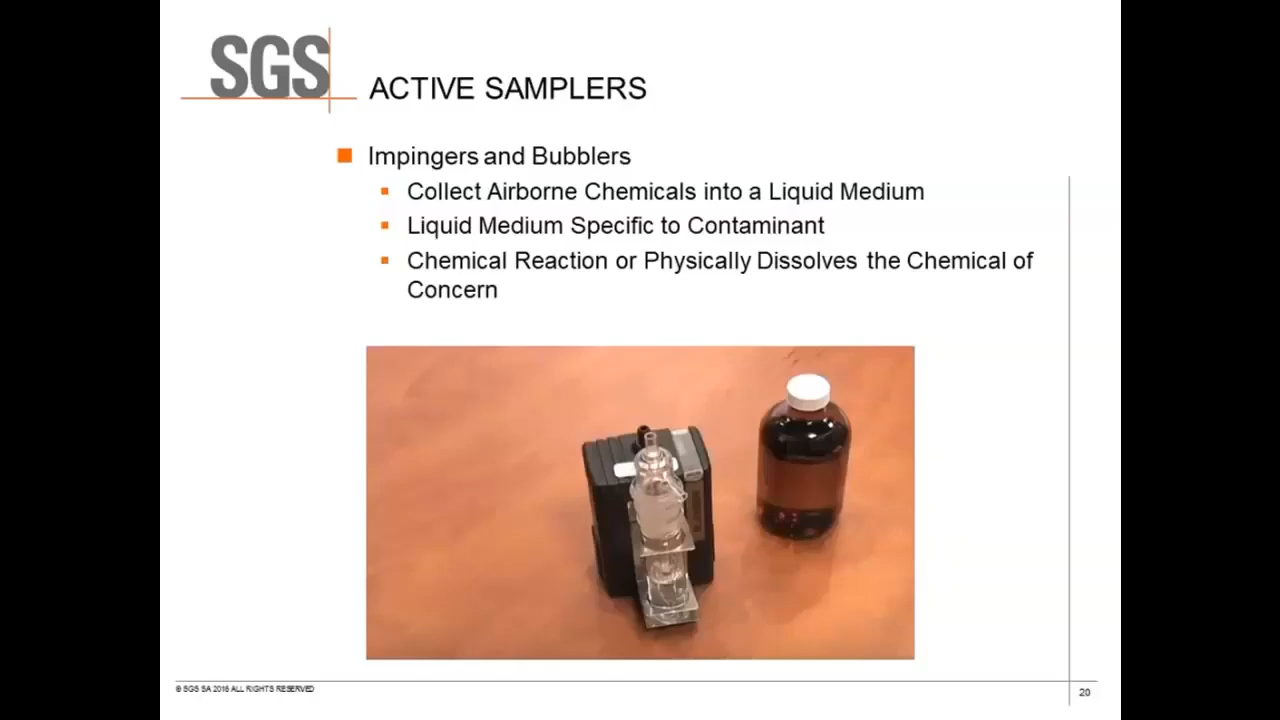 SGS
ACTIVE SAMPLERS
Impingers and Bubblers
Collect Airborne Chemicals into a Liquid Medium
Liquid Medium Specific to Contaminant
Chemical Reaction or Physically Dissolves the Chemical of
Concern
© SGS SA 2016 ALL RIGHTS RESERVED
20